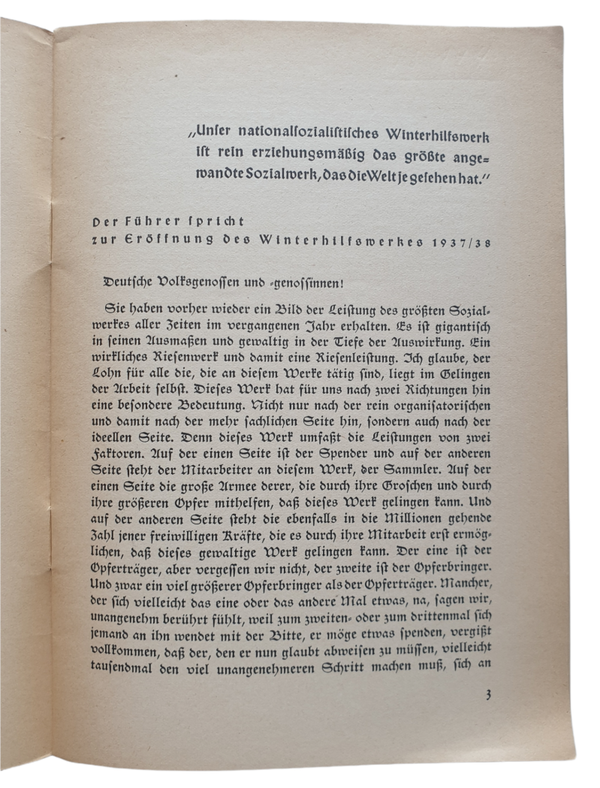 „Unser nationalsozialistisches Winterhilfswerk
ist rein erziehungsmäßig das größte ange-
wandte Sozialwerk, das die Welt je gesehen hat.“
Der Führer spricht
zur Eröffnung des Winterhilfswerkes 1937/38
Deutsche Volksgenossen und -genossinnen!
Sie haben vorher wieder ein Bild der Leistung des größten Sozial-
werkes aller Zeiten im vergangenen Jahr erhalten. Es ist gigantisch
in seinen Ausmaßen und gewaltig in der Tiefe der Auswirkung. Ein
wirkliches Riesenwerk und damit eine Riesenleistung. Ich glaube, der
Lohn für alle die, die an diesem Werke tätig sind, liegt im Gelingen
der Arbeit selbst. Dieses Werk hat für uns nach zwei Richtungen hin
eine besondere Bedeutung. Nicht nur nach der rein organisatorischen
und damit nach der mehr sachlichen Seite hin, sondern auch nach der
ideellen Seite. Denn dieses Werk umfaßt die Leistungen von zwei
Faktoren. Auf der einen Seite ist der Spender und auf der anderen
Seite steht der Mitarbeiter an diesem Werk, der Sammler. Auf der
einen Seite die große Armee derer, die durch ihre Groschen und durch
ihre größeren Opfer mithelfen, daß dieses Werk gelingen kann. Und
auf der anderen Seite steht die ebenfalls in die Millionen gehende
Zahl jener freiwilligen Kräfte, die es durch ihre Mitarbeit erst ermög-
lichen, daß dieses gewaltige Werk gelingen kann. Der eine ist der
Opferträger, aber vergessen wir nicht, der zweite ist der Opferbringer.
Und zwar ein viel größerer Opferbringer als der Opferträger. Mancher,
der sich vielleicht das eine oder das andere Mal etwas, na, sagen wir,
unangenehm berührt fühlt, weil zum zweiten- oder zum drittenmal sich
jemand an ihn wendet mit der Bitte, er möge etwas spenden, vergißt
vollkommen, daß der, den er nun glaubt abweisen zu müssen, vielleicht
tausendmal den viel unangenehmeren Schritt machen muß, sich an
3